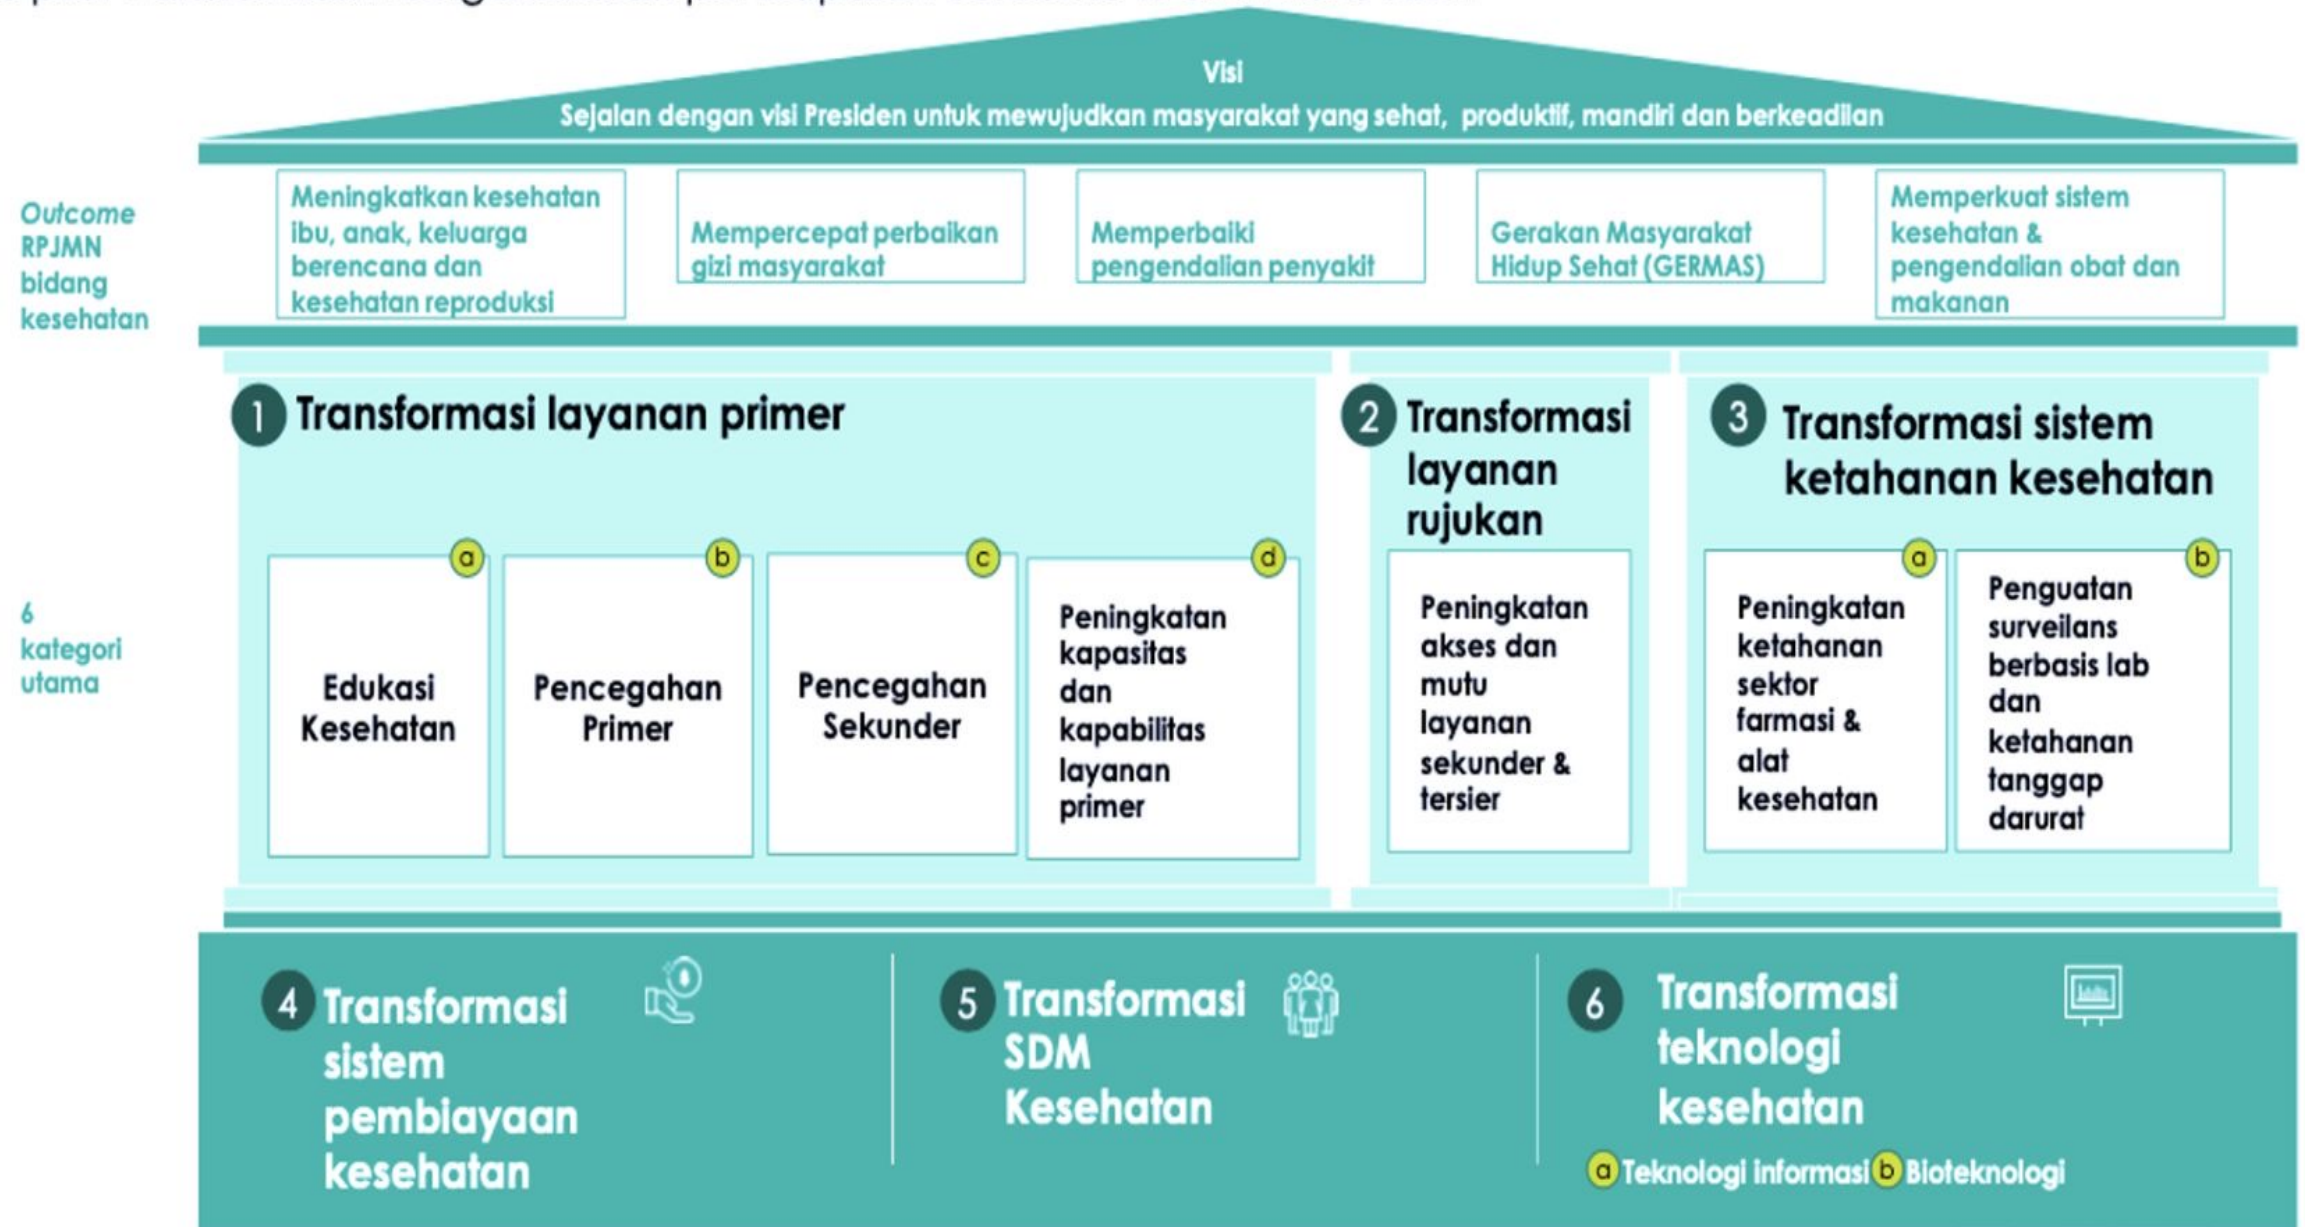 Visi
Sejalan dengan visi Presiden untuk mewujudkan masyarakat yang sehat, produktif, mandiri dan berkeadilan
Outcome
RPJMN
bidang
kesehatan
Meningkatkan kesehatan
ibu, anak, keluarga
berencana dan
kesehatan reproduksi
Mempercepat perbaikan
gizi masyarakat
Memperbaiki
pengendalian penyakit
Gerakan Masyarakat
Hidup Sehat (GERMAS)
Memperkuat sistem
kesehatan &
pengendalian obat dan
makanan
6
kategori
utama
1 Transformasi layanan primer
a
Edukasi
Kesehatan
b
Pencegahan
Primer
c
Pencegahan
Sekunder
d
Peningkatan
kapasitas
dan
kapabilitas
layanan
primer
2 Transformasi
layanan
rujukan
Peningkatan
akses dan
mutu
layanan
sekunder &
tersier
3 Transformasi sistem
ketahanan kesehatan
a
Peningkatan
ketahanan
sektor
farmasi &
alat
kesehatan
b
Penguatan
surveilans
berbasis lab
dan
ketahanan
tanggap
darurat
4 Transformasi
sistem
pembiayaan
kesehatan
5 Transformasi
SDM
Kesehatan
6 Transformasi
teknologi
kesehatan
a Teknologi informasi b Bioteknologi